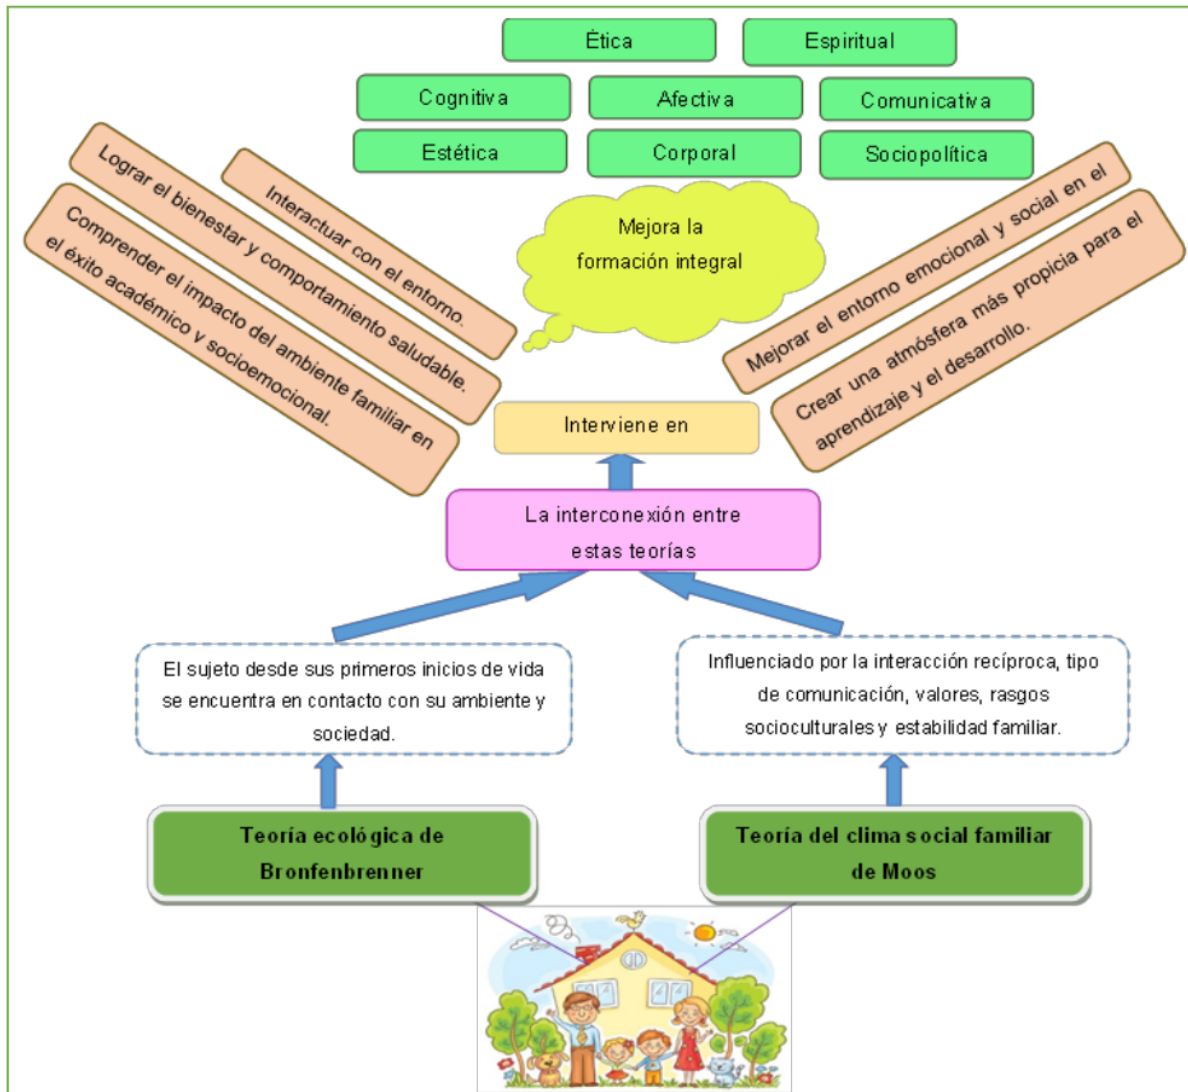 Ética
Espiritual
Cognitiva
Afectiva
Comunicativa
Estética
Corporal
Sociopolítica
Interactuar con el entorno.
Lograr el bienestar y comportamiento saludable.
Comprender el impacto del ambiente familiar en
el éxito académico y socioemocional.
Mejora la
formación integral
Mejorar el entorno emocional y social en el
Crear una atmósfera más propicia para el
aprendizaje y el desarrollo.
Interviene en
La interconexión entre
estas teorías
El sujeto desde sus primeros inicios de vida
se encuentra en contacto con su ambiente y
sociedad.
Influenciado por la interacción recíproca, tipo
de comunicación, valores, rasgos
socioculturales y estabilidad familiar.
Teoría ecológica de
Bronfenbrenner
Teoría del clima social familiar
de Moos